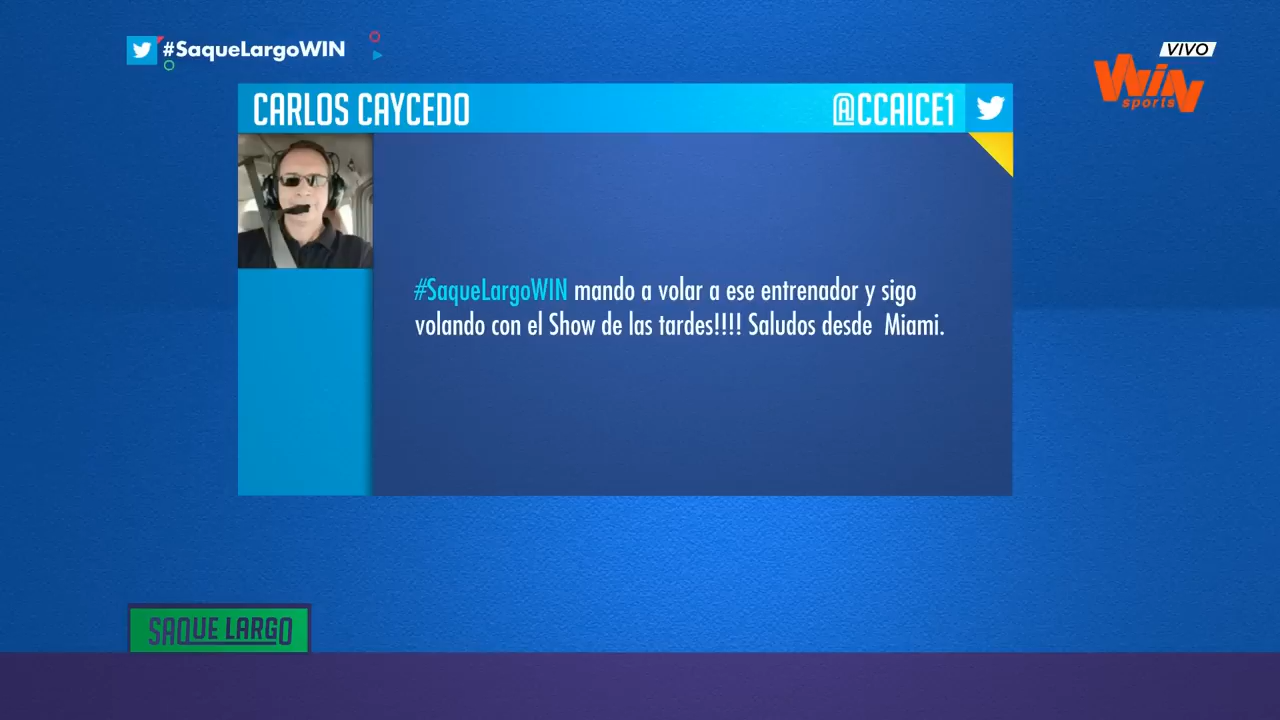 #SaqueLargoWIN
VIVO
WIN
sports
CARLOS CAYCEDO
@CCAICE1
#SaqueLargoWIN mando a volar a ese entrenador y sigo
volando con el Show de las tardes!!!! Saludos desde  Miami.
SAQUE LARGO